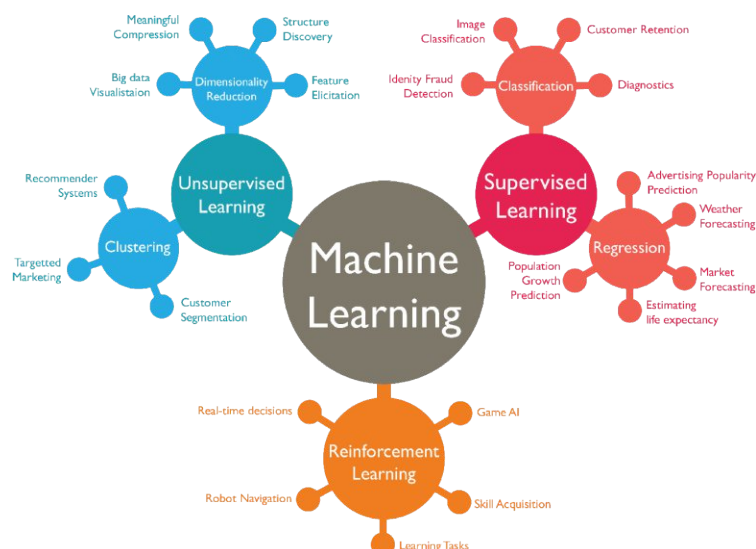 Meaningful
Compression
Structure
Discovery
Big data
Visualistaion
Dimensionality
Reduction
Feature
Elicitation
Image
Classification
Customer Retention
Idenity Fraud
Detection
Classification
Diagnostics
Recommender
Systems
Unsupervised
Learning
Clustering
Targetted
Marketing
Customer
Segmentation
Machine
Learning
Supervised
Learning
Advertising Popularity
Prediction
Weather
Forecasting
Regression
Population
Growth
Prediction
Market
Forecasting
Estimating
life expectancy
Real-time decisions
Game AI
Reinforcement
Learning
Robot Navigation
Skill Acquisition
Learning Tasks